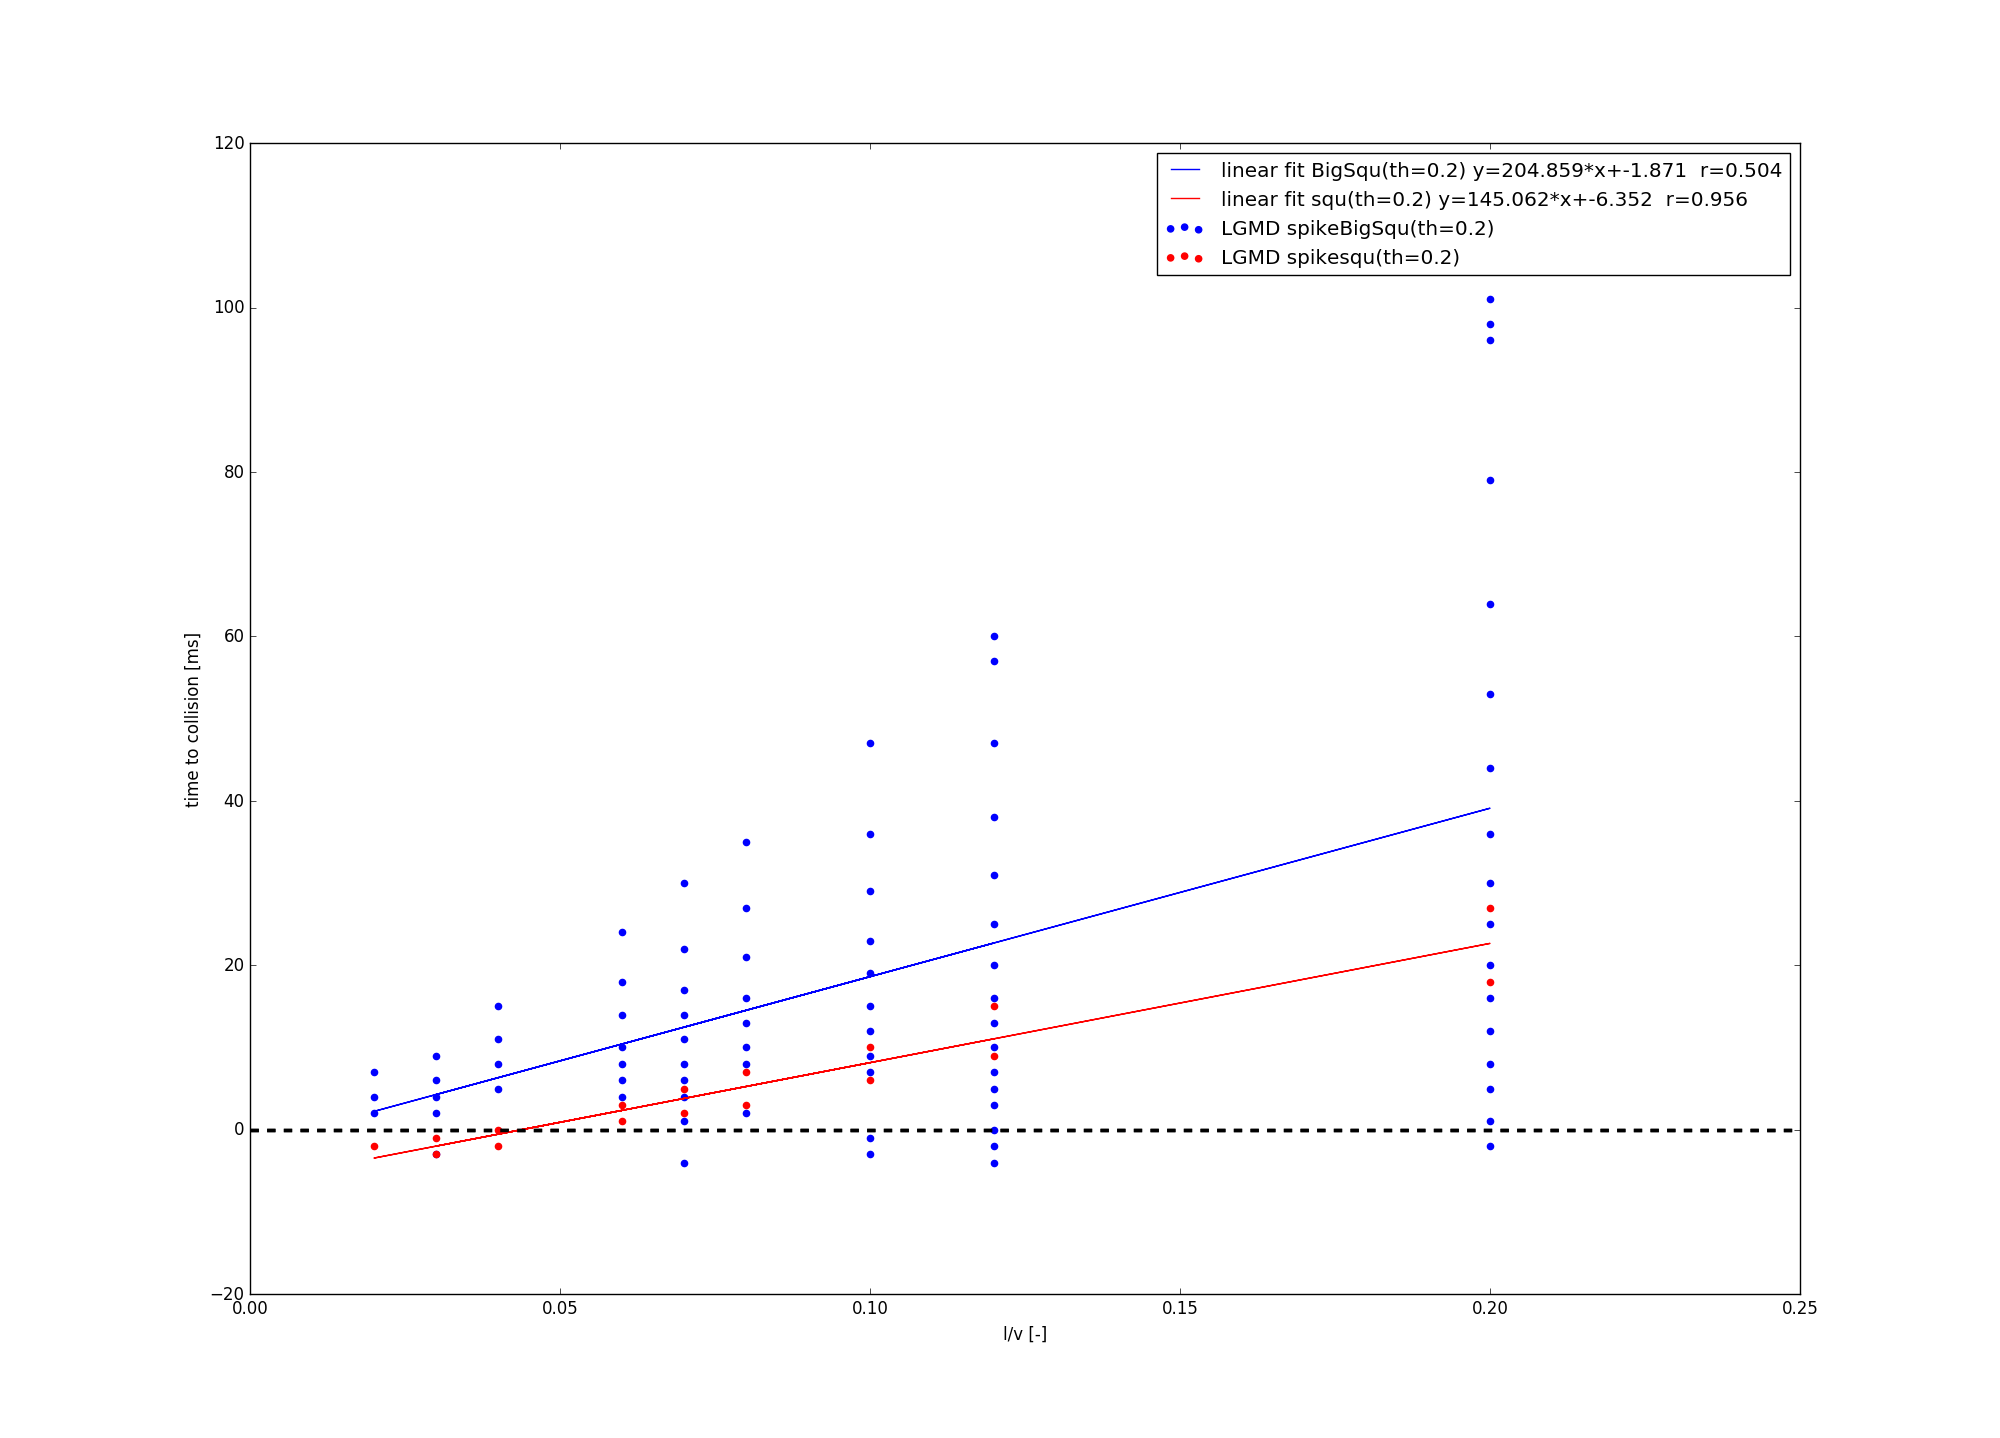 linear fit BigSqu(th=0.2) y=204.859*x+-1.871  r=0.504
linear fit squ(th=0.2) y=145.062*x+-6.352  r=0.956
LGMD spikeBigSqu(th=0.2)
LGMD spikesqu(th=0.2)
120
100
80
60
40
20
0
−20
time to collision [ms]
0.00 0.05 0.10 0.15 0.20 0.25
l/v [-]